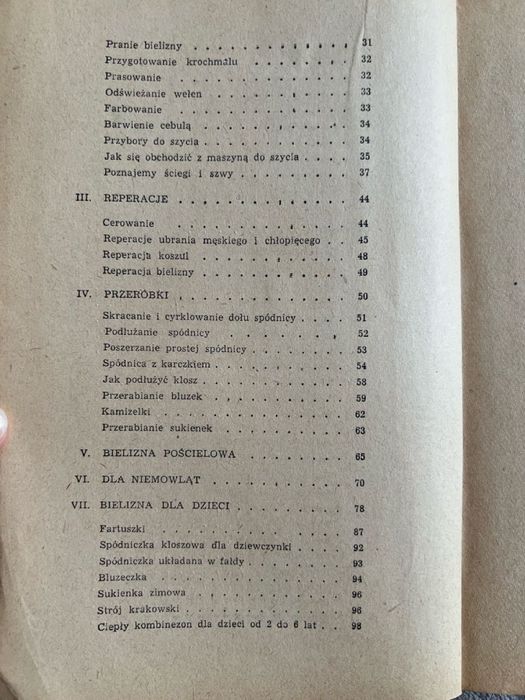 Pranie bielizny . . . . . . . . . . 31
Przygotowanie krochmalu . . . . . . 32
Prasowanie . . . . . . . . . . . 32
Odświeżanie wełen . . . . . . . . 33
Farbowanie . . . . . . . . . . . 33
Barwienie cebulą . . . . . . . . . 34
Przybory do szycia . . . . . . . . 34
Jak się obchodzić z maszyną do szycia . . . . 35
Poznajemy ściegi i szwy . . . . . . . 37
III. REPERACJE . . . . . . . . . . . 44
Cerowanie . . . . . . . . . . . 44
Reperacje ubrania męskiego i chłopięcego . . 45
Reperacja koszul . . . . . . . . . 48
Reperacja bielizny . . . . . . . . 49
IV. PRZERÓBKI . . . . . . . . . . . 50
Skracanie i cyrklowanie dołu spódnicy . . . . 51
Podłużanie spódnicy . . . . . . . 52
Poszerzanie prostej spódnicy . . . . . . 53
Spódnica z karczkiem . . . . . . . . 54
Jak podłużyć klosz . . . . . . . . . 58
Przerabianie bluzek . . . . . . . . 59
Kamizelki . . . . . . . . . . . 62
Przerabianie sukienek . . . . . . . . 63
V. BIELIZNA POŚCIELOWA . . . . . . . . 65
VI. DLA NIEMOWLĄT . . . . . . . . . 70
VII. BIELIZNA DLA DZIECI . . . . . . . . 78
Fartuszki . . . . . . . . . . . 87
Spódniczka kloszowa dla dziewczynki . . . . 92
Spódniczka układana w fałdy . . . . . . 93
Bluzeczka . . . . . . . . . . . 94
Sukienka zimowa . . . . . . . . . 96
Strój krakowski . . . . . . . . . 96
Ciepły kombinezon dla dzieci od 2 do 6 lat . . 98